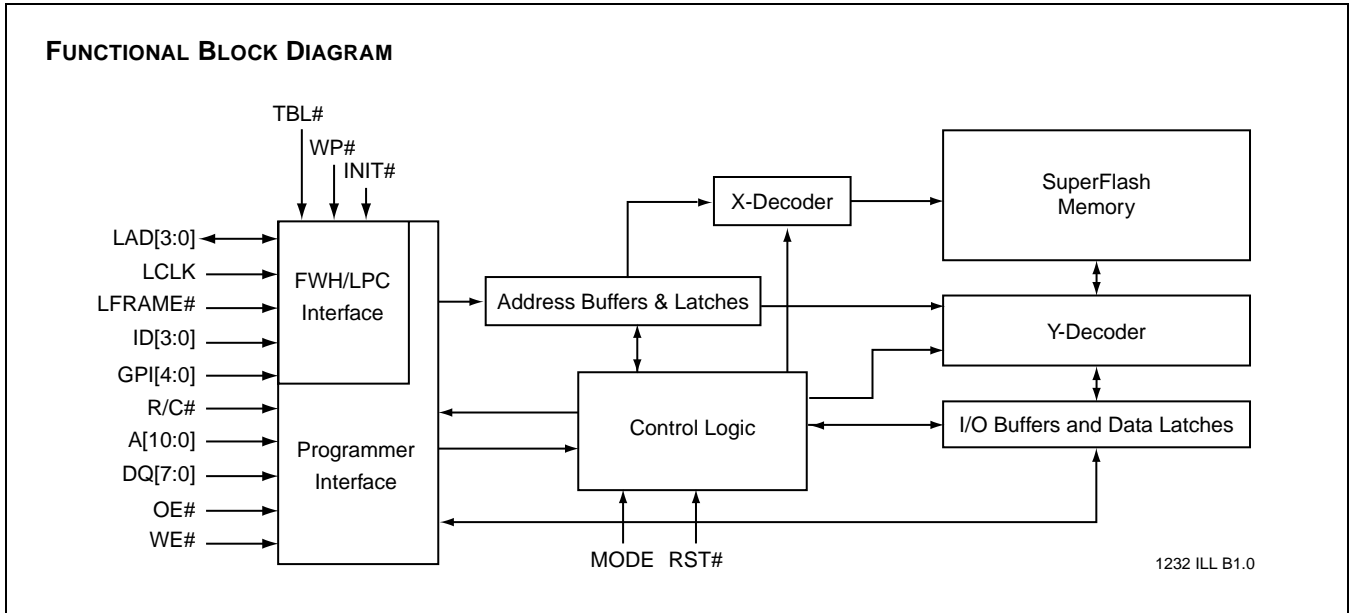 FUNCTIONAL BLOCK DIAGRAM
TBL#
WP#
INIT#
LAD[3:0]
LCLK
LFRAME#
ID[3:0]
GPI[4:0]
R/C#
A[10:0]
DQ[7:0]
OE#
WE#
FWH/LPC
Interface
Programmer
Interface
Address Buffers & Latches
X-Decoder
SuperFlash
Memory
Y-Decoder
Control Logic
I/O Buffers and Data Latches
MODE
RST#
1232 ILL B1.0